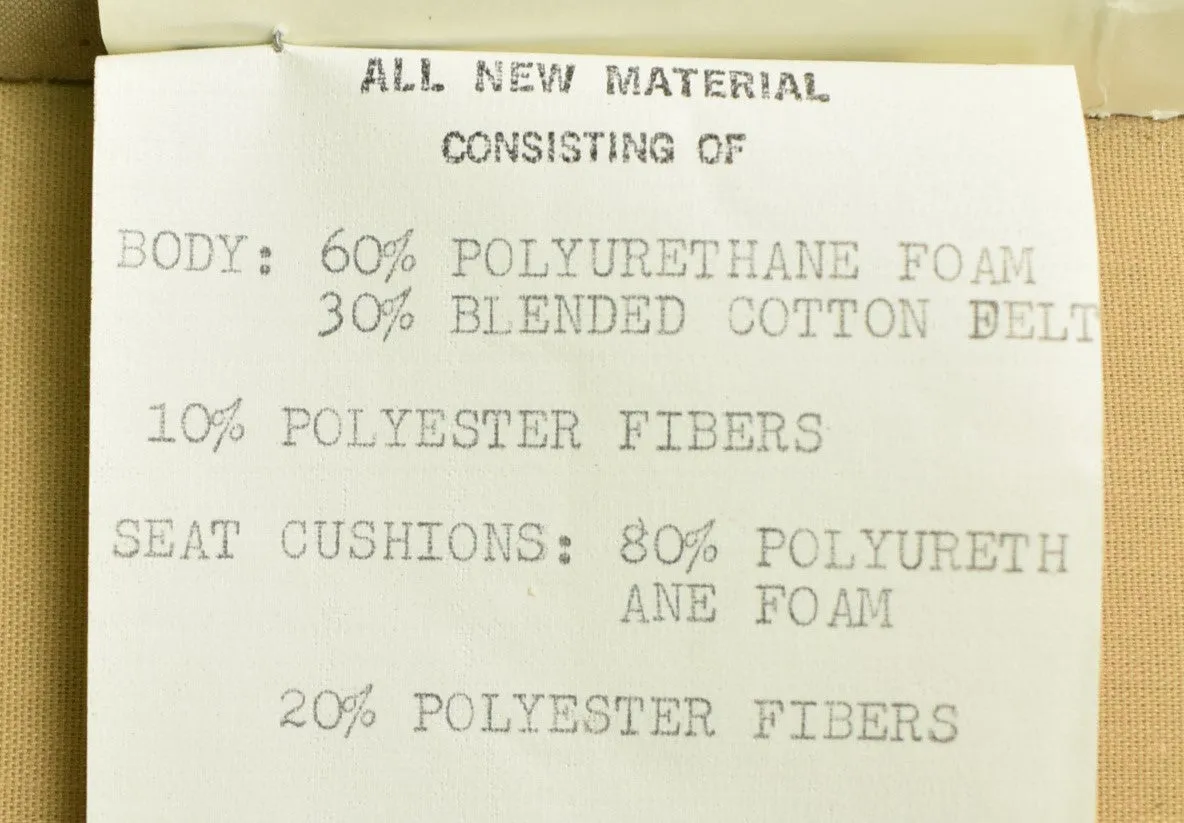 ALL NEW MATERIAL
CONSISTING OF
BODY: 60% POLYURETHANE FOAM
30% BLENDED COTTON FELT
10% POLYESTER FIBERS
SEAT CUSHIONS: 80% POLYURETH
ANE FOAM
20% POLYESTER FIBERS